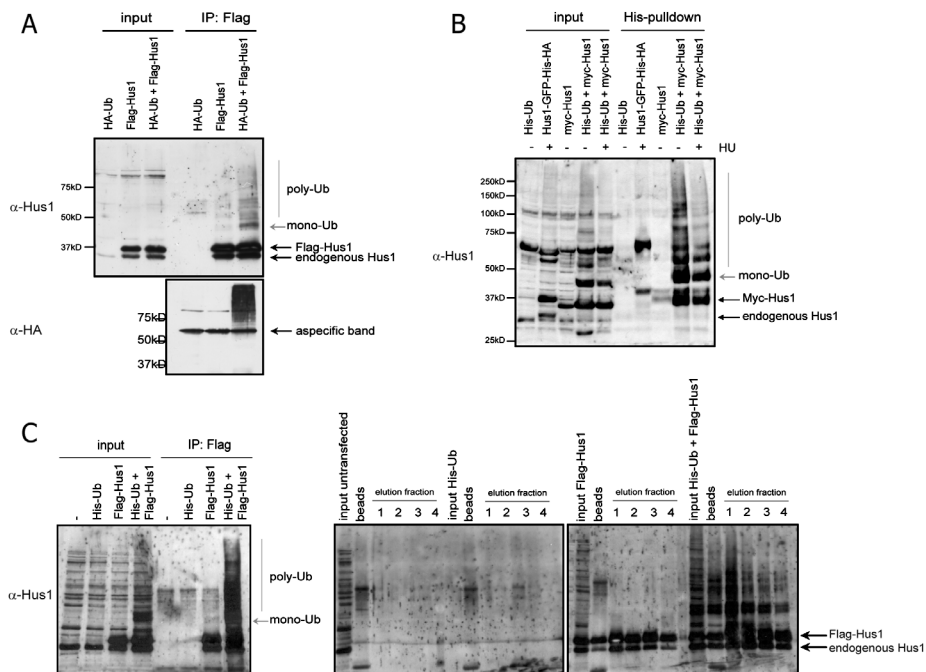 A
input
IP: Flag
HA-Ub
Flag-Hus1
HA-Ub + Flag-Hus1
HA-Ub
Flag-Hus1
HA-Ub + Flag-Hus1
α-Hus1
75kD
50kD
37kD
poly-Ub
mono-Ub
Flag-Hus1
endogenous Hus1
α-HA
75kD
50kD
37kD
aspecific band
B
input
His-pulldown
His-Ub
Hus1-GFP-His-HA
myc-Hus1
His-Ub + myc-Hus1
His-Ub + myc-Hus1
His-Ub
Hus1-GFP-His-HA
myc-Hus1
His-Ub + myc-Hus1
His-Ub + myc-Hus1
- + - - + - + - - + HU
α-Hus1
250kD
150kD
100kD
75kD
50kD
37kD
25kD
poly-Ub
mono-Ub
Myc-Hus1
endogenous Hus1
C
input
IP: Flag
-
His-Ub
Flag-Hus1
His-Ub +
Flag-Hus1
-
His-Ub
Flag-Hus1
His-Ub +
Flag-Hus1
α-Hus1
poly-Ub
mono-Ub
input untransfected
beads
elution fraction
1 2 3 4
input His-Ub
beads
elution fraction
1 2 3 4
input Flag-Hus1
beads
elution fraction
1 2 3 4
input His-Ub + Flag-Hus1
beads
elution fraction
1 2 3 4
Flag-Hus1
endogenous Hus1